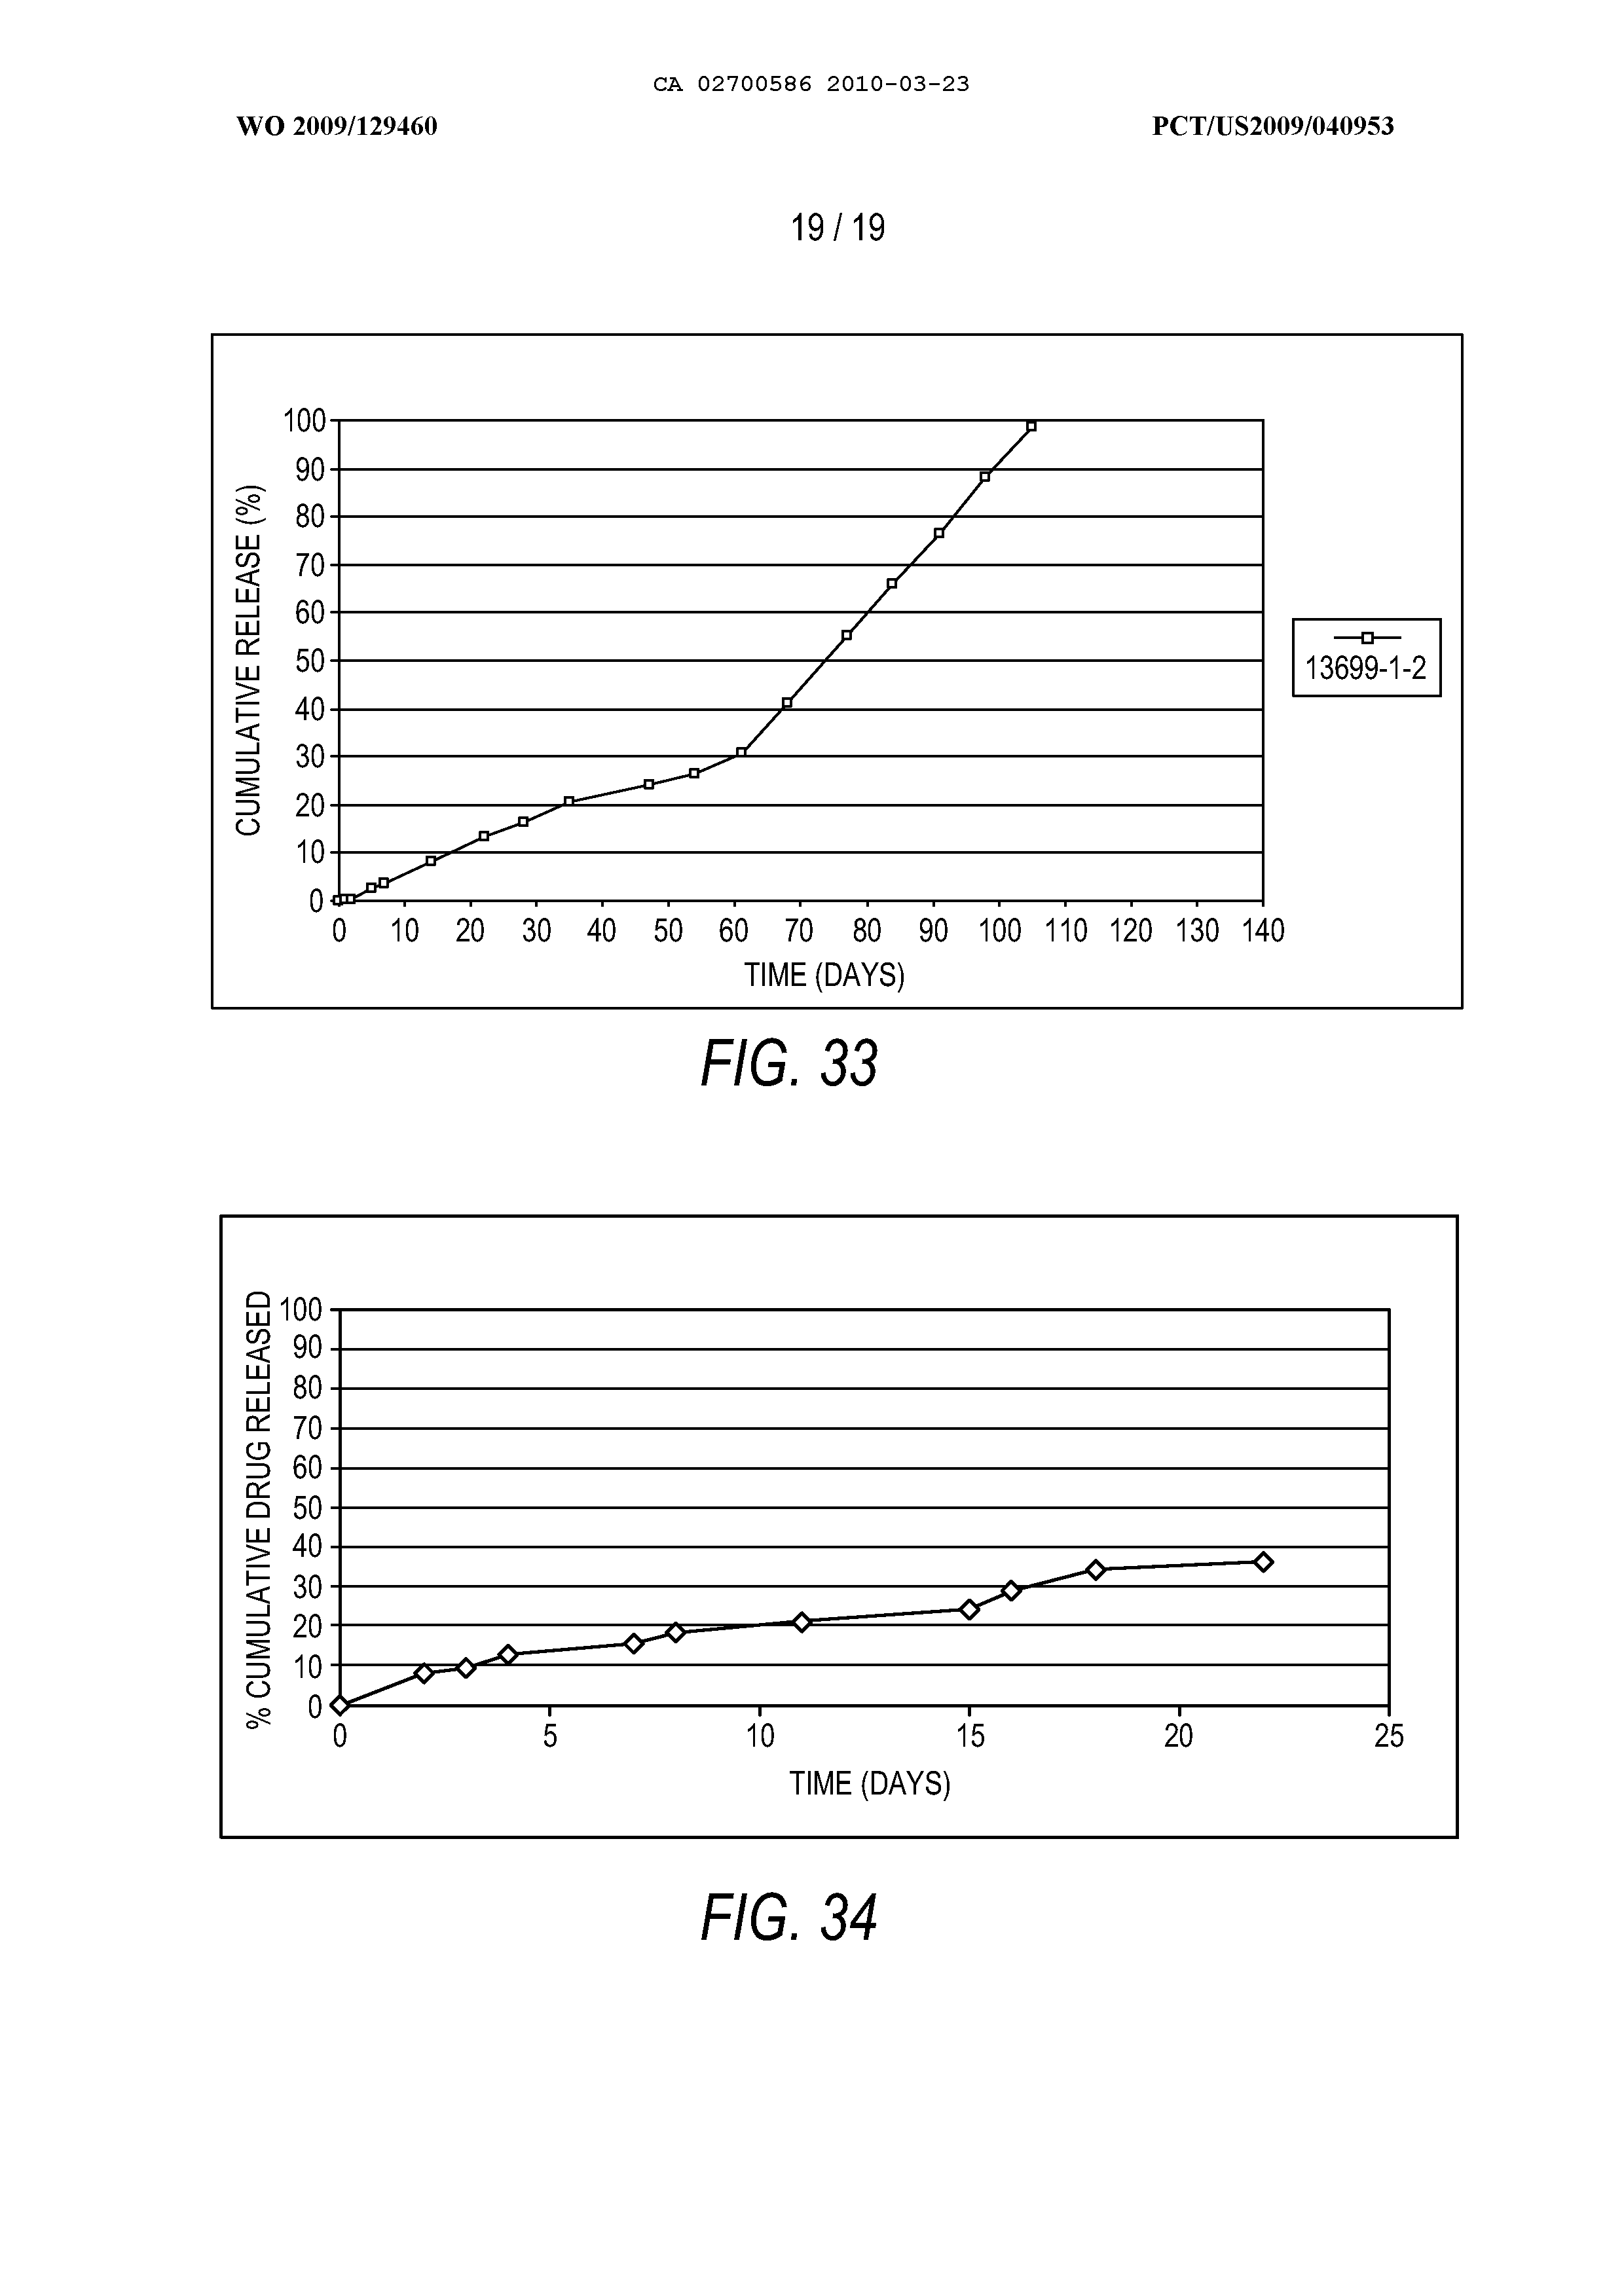 CA 02700586 2010-03-23
WO 2009/129460
PCT/US2009/040953
19 / 19
CUMULATIVE RELEASE (%)
100
90
80
70
60
50
40
30
20
10
0
0 10 20 30 40 50 60 70 80 90 100 110 120 130 140
TIME (DAYS)
13699-1-2
FIG. 33
% CUMULATIVE DRUG RELEASED
100
90
80
70
60
50
40
30
20
10
0
0 5 10 15 20 25
TIME (DAYS)
FIG. 34